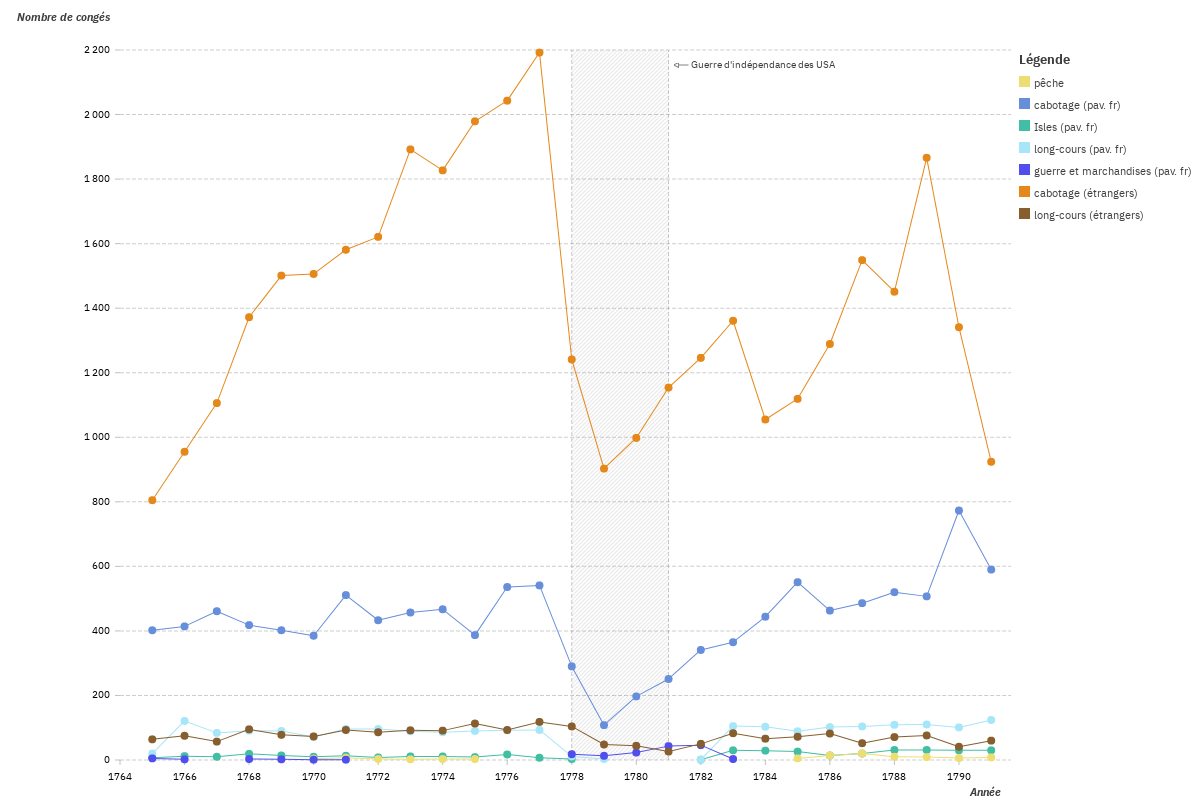 Nombre de congés
2 200
2 000
1 800
1 600
1 400
1 200
1 000
800
600
400
200
0
Guerre d'indépendance des USA
Légende
pêche
cabotage (pav. fr)
Isles (pav. fr)
long-cours (pav. fr)
guerre et marchandises (pav. fr)
cabotage (étrangers)
long-cours (étrangers)
1764 1766 1768 1770 1772 1774 1776 1778 1780 1782 1784 1786 1788 1790
Année